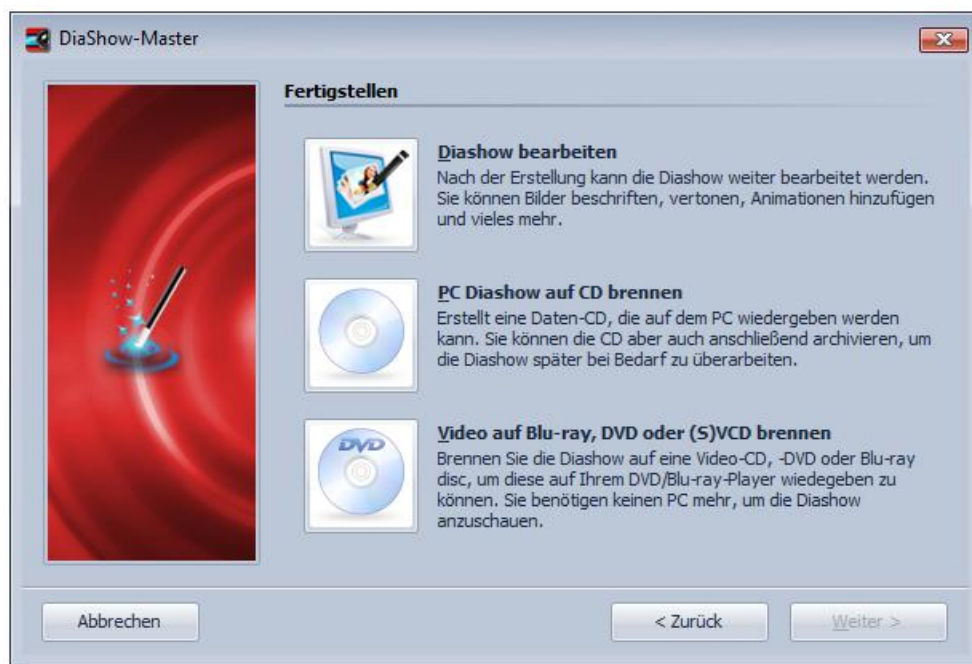 DiaShow-Master
Fertigstellen
Diashow bearbeiten
Nach der Erstellung kann die Diashow weiter bearbeitet werden.
Sie können Bilder beschriften, vertonen, Animationen hinzufügen
und vieles mehr.
PC Diashow auf CD brennen
Erstellt eine Daten-CD, die auf dem PC wiedergeben werden
kann. Sie können die CD aber auch anschließend archivieren, um
die Diashow später bei Bedarf zu überarbeiten.
DVD
Video auf Blu-ray, DVD oder (S)VCD brennen
Brennen Sie die Diashow auf eine Video-CD, -DVD oder Blu-ray
disc, um diese auf Ihrem DVD/Blu-ray-Player wiedegeben zu
können. Sie benötigen keinen PC mehr, um die Diashow
anzuschauen.
Abbrechen
< Zurück
Weiter >